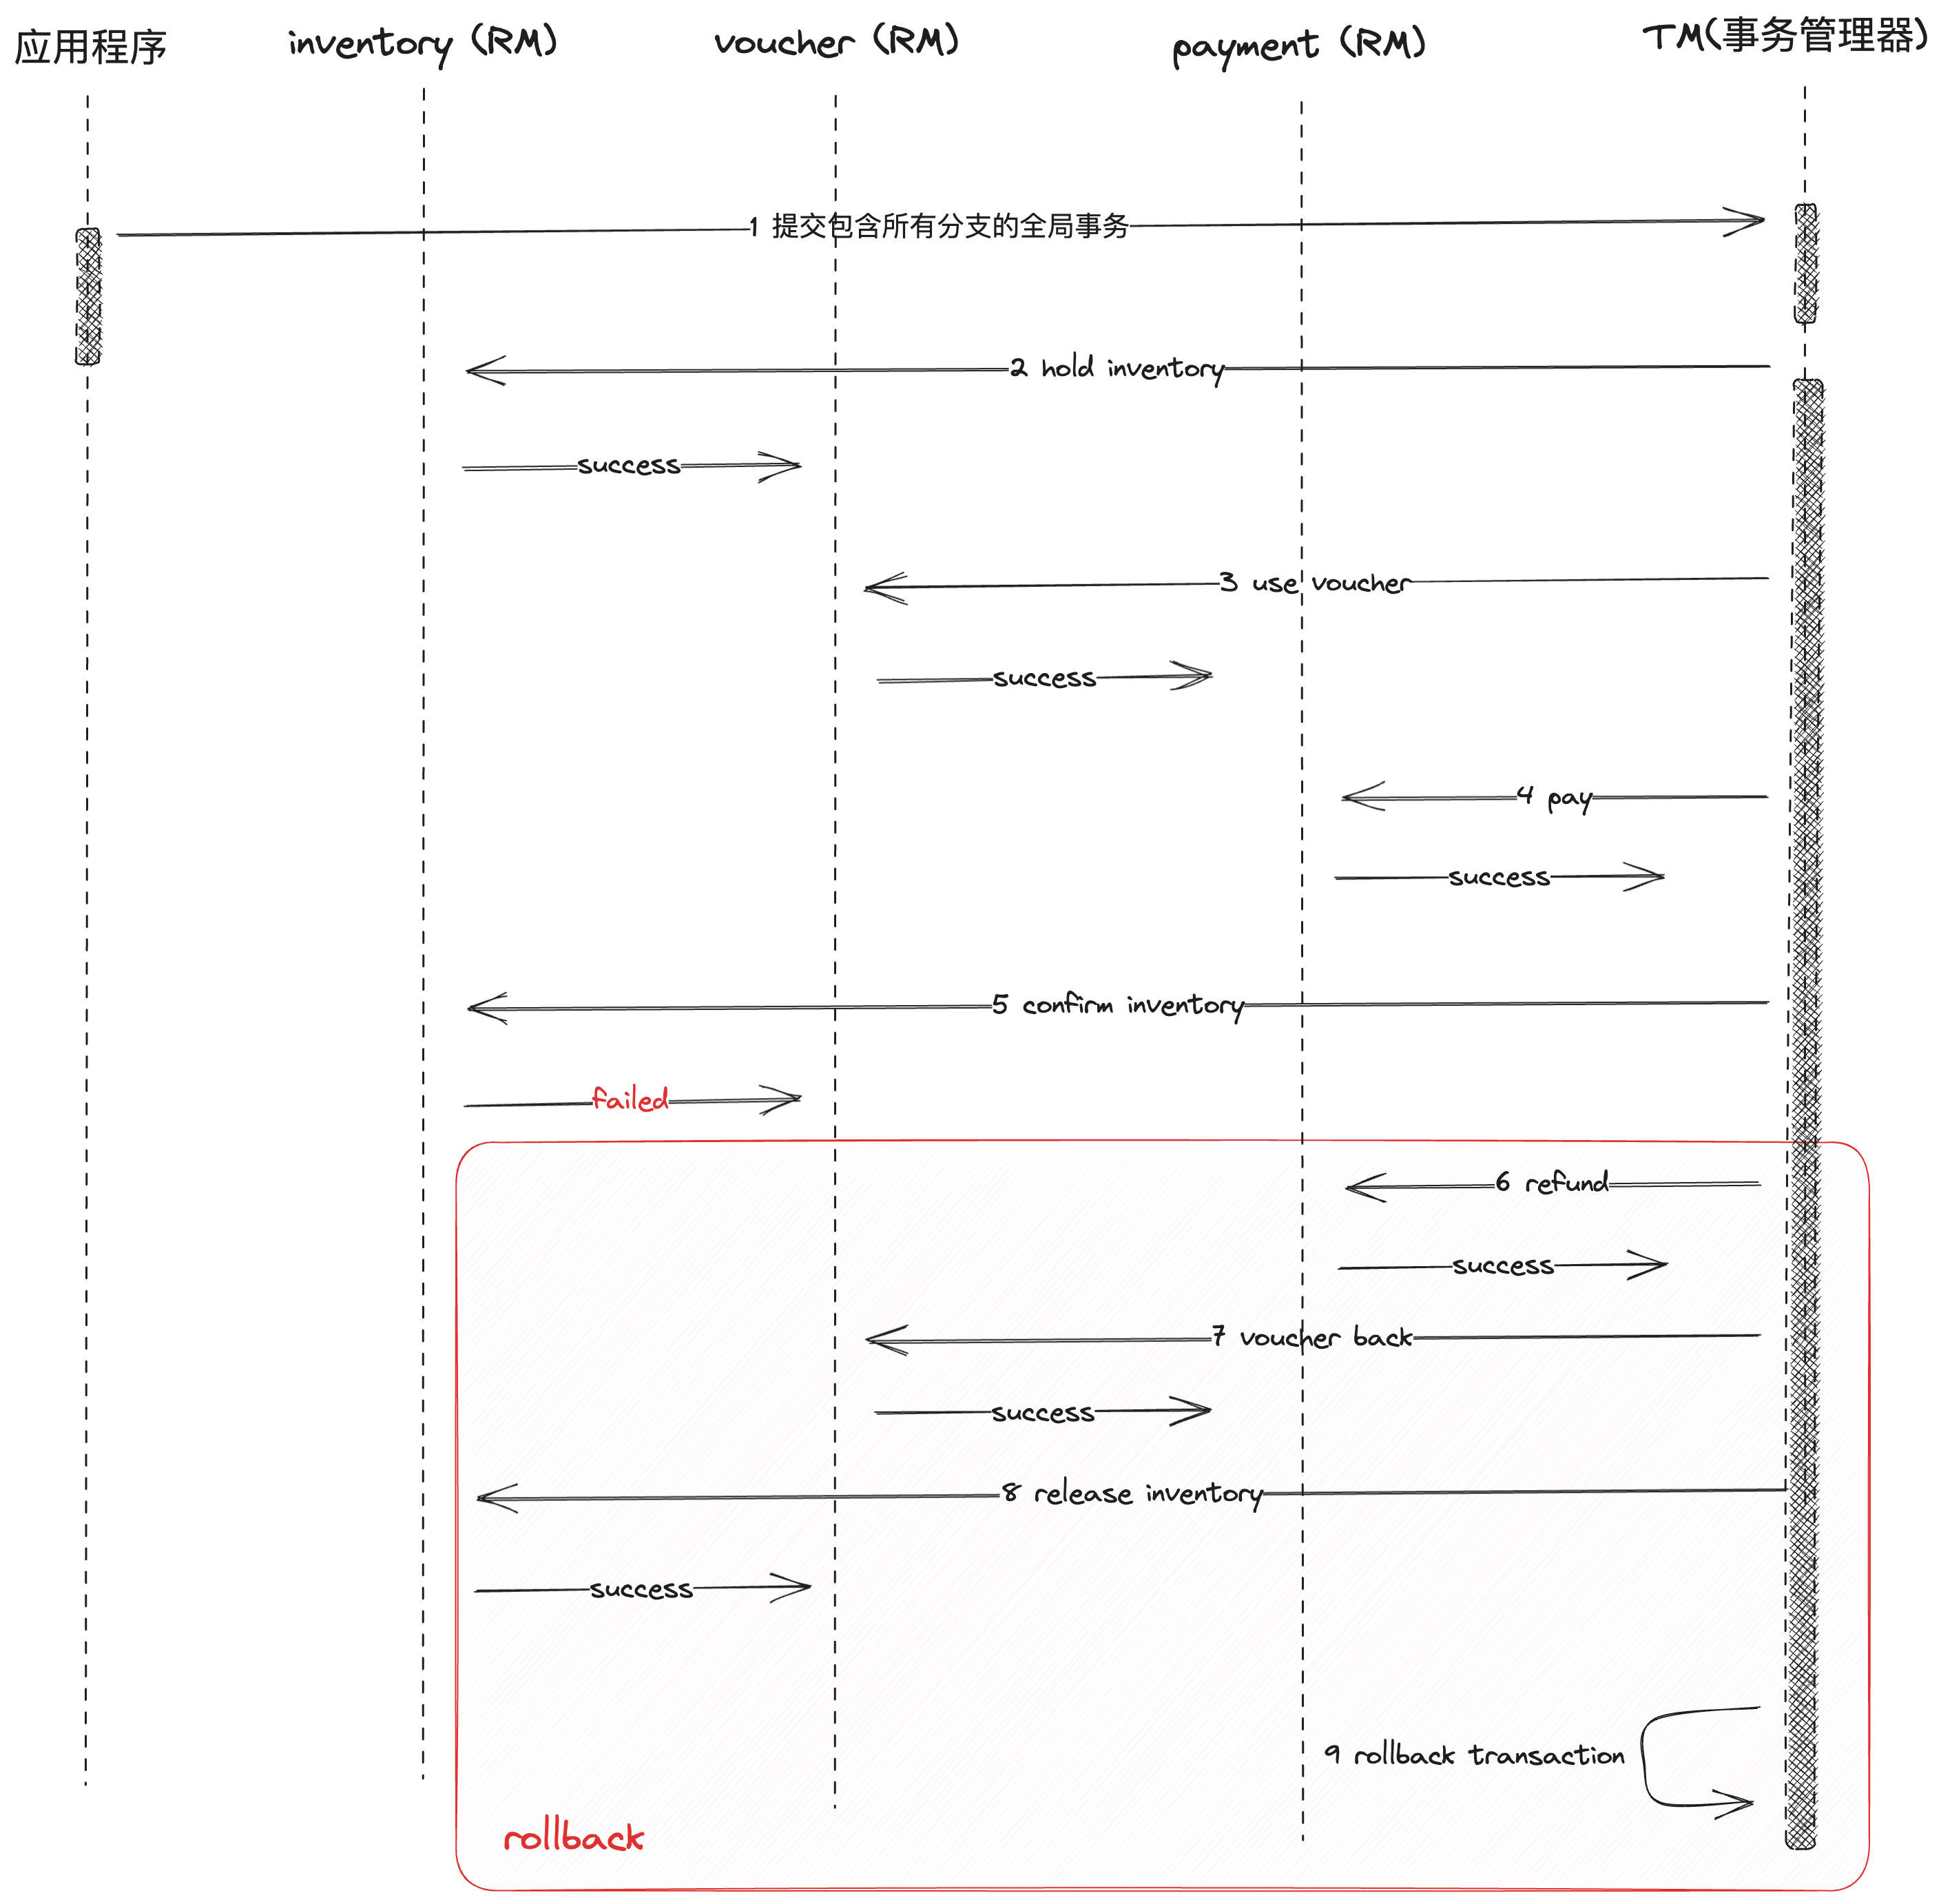 应用程序
inventory (RM)
voucher (RM)
payment (RM)
TM(事务管理器)
1 提交包含所有分支的全局事务
2 hold inventory
success
3 use voucher
success
4 pay
success
5 confirm inventory
failed
6 refund
success
7 voucher back
success
8 release inventory
success
9 rollback transaction
rollback